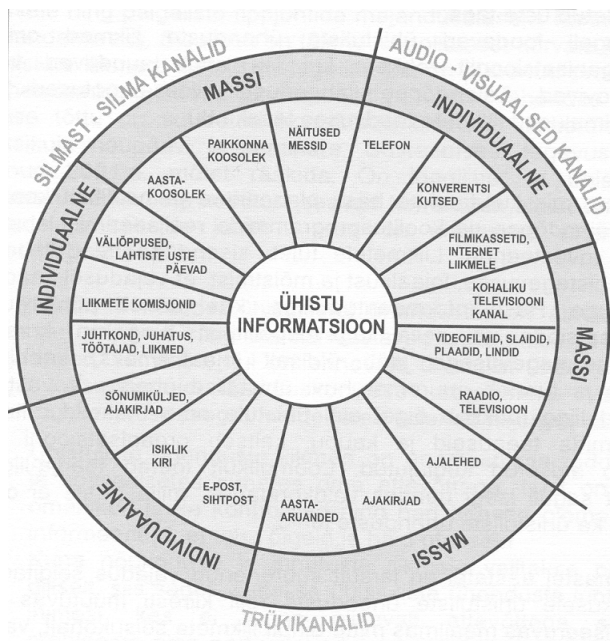 SILMAST - SILMA KANALID
AUDIO - VISUAALSED KANALID
TRÜKIKANALID
MASSI
INDIVIDUAALNE
INDIVIDUAALNE
MASSI
INDIVIDUAALNE
MASSI
ÜHISTU
INFORMATSIOON
NÄITUSED
MESSID
TELEFON
KONVERENTSI
KUTSED
FILMIKASSETID,
INTERNET
LIIKMELE
KOHALIKU
TELEVISIOONI
KANAL
VIDEOFILMID, SLAIDID,
PLAADID, LINDID
RAADIO,
TELEVISIOON
AJALEHED
AJAKIRJAD
AASTA-
ARUANDED
E-POST,
SIHTPOST
ISIKLIK
KIRI
SÕNUMIKÜLJED,
AJAKIRJAD
JUHTKOND, JUHATUS,
TÖÖTAJAD, LIIKMED
LIIKMETE KOMISJONID
VÄLIÕPPUSED,
LAHTISTE USTE
PÄEVAD
AASTA-
KOOSOLEK
PAIKKONNA
KOOSOLEK